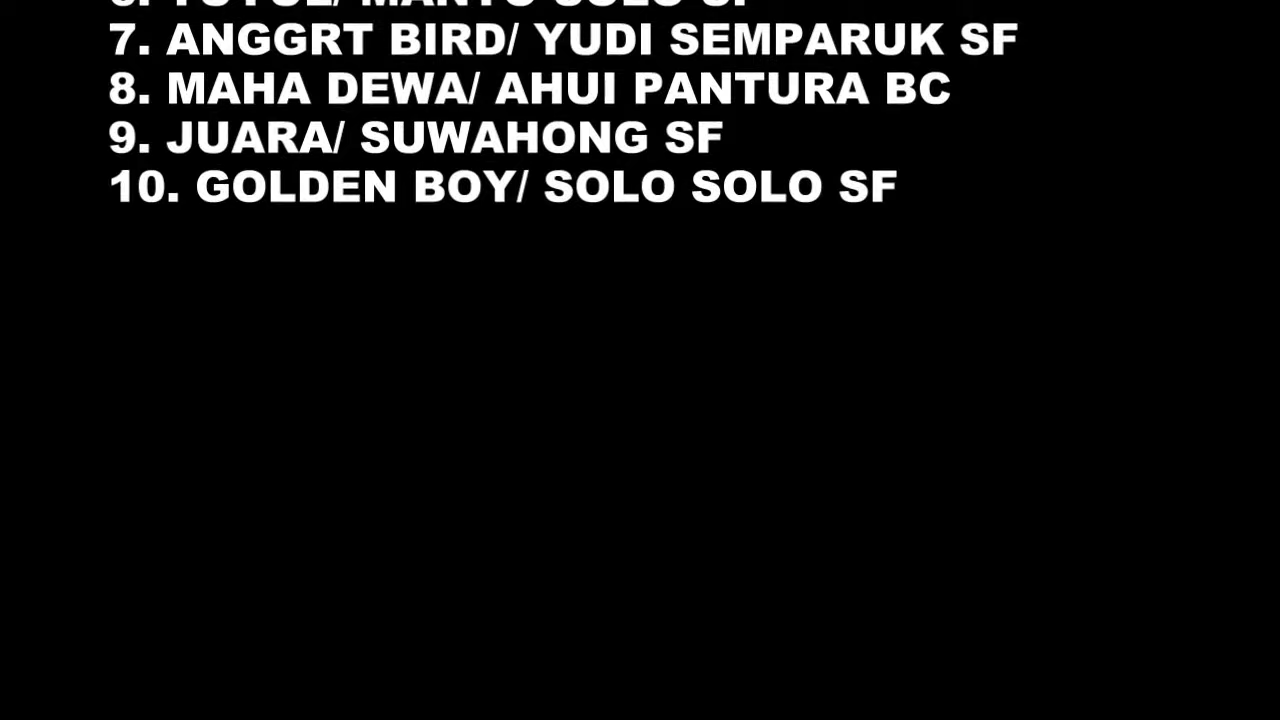 7. ANGGRT BIRD/ YUDI SEMPARUK SF
8. MAHA DEWA/ AHUI PANTURA BC
9. JUARA/ SUWAHONG SF
10. GOLDEN BOY/ SOLO SOLO SF